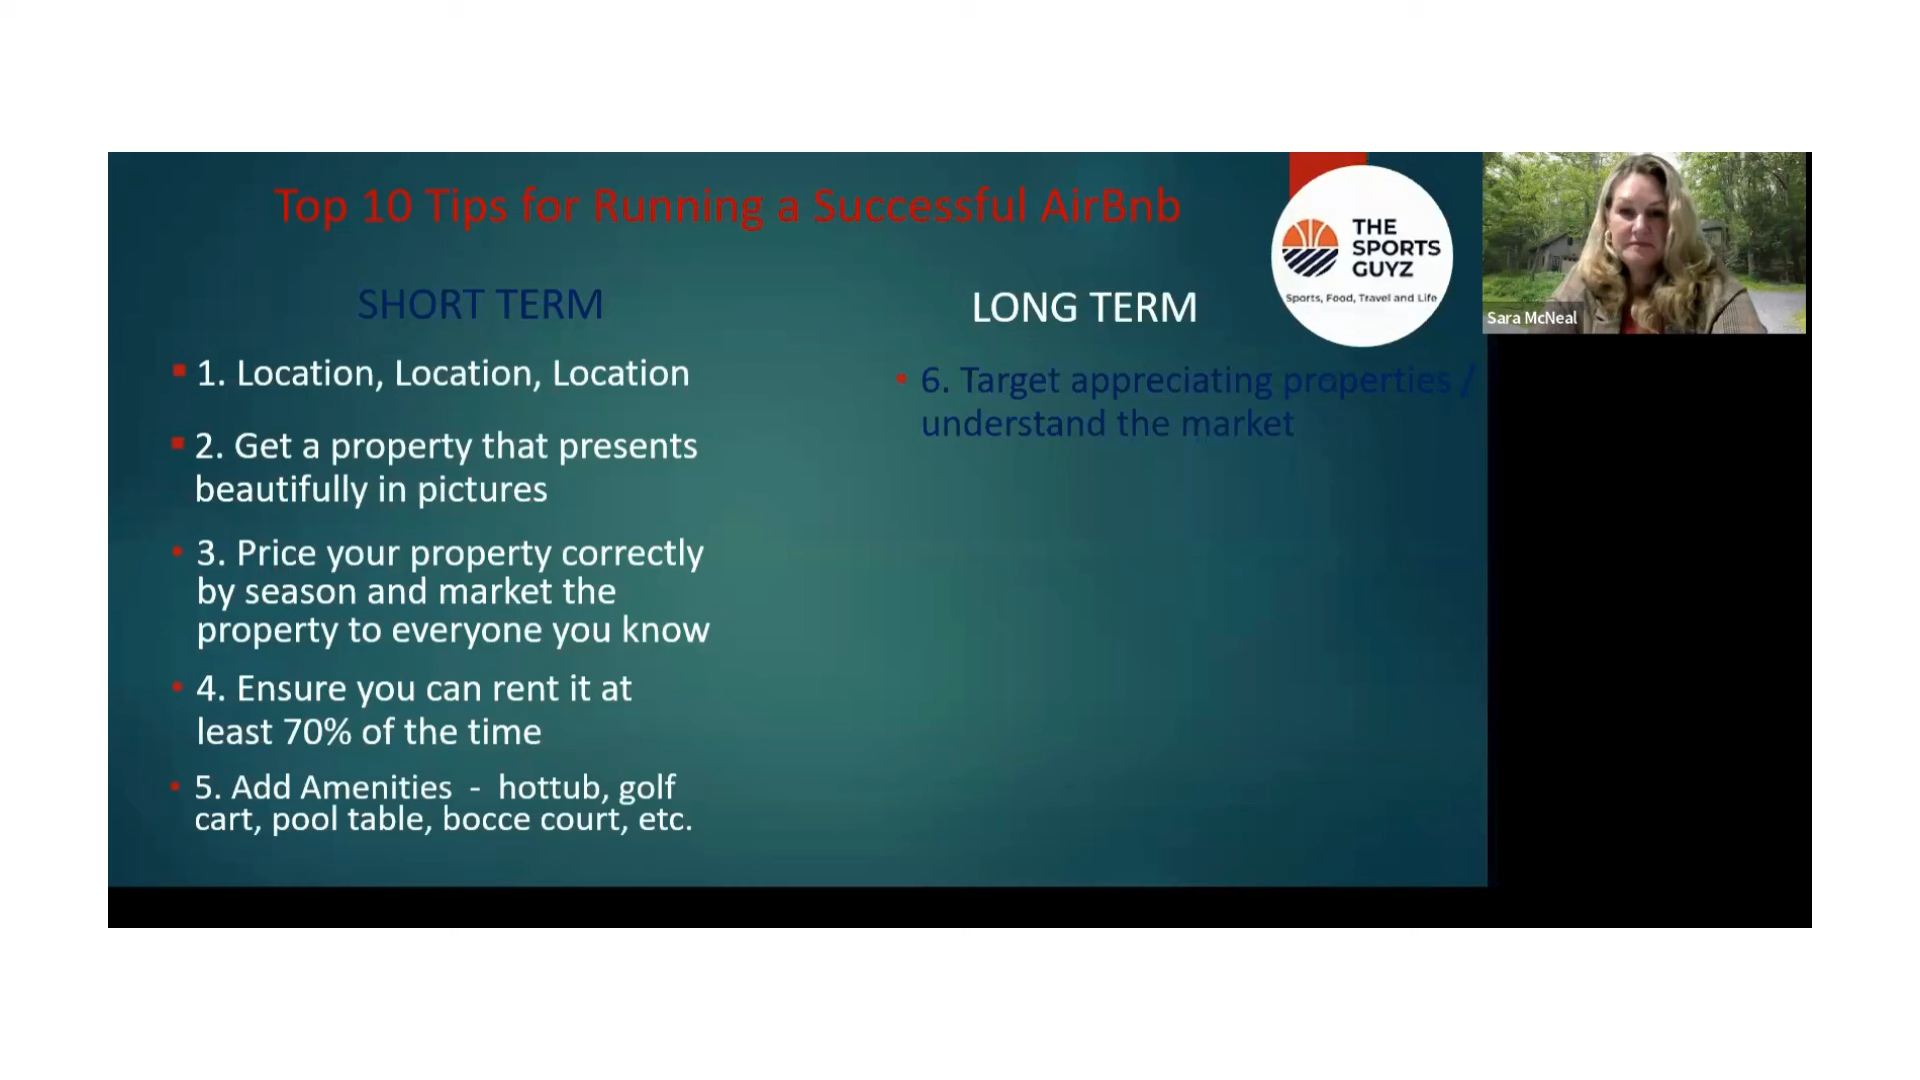 Top 10 Tips for Running a Successful AirBnb
THE
SPORTS
GUYZ
Sports, Food, Travel and Life
Sara McNeal
SHORT TERM
1. Location, Location, Location
2. Get a property that presents
beautifully in pictures
3. Price your property correctly
by season and market the
property to everyone you know
4. Ensure you can rent it at
least 70% of the time
5. Add Amenities - hottub, golf
cart, pool table, bocce court, etc.
LONG TERM
6. Target appreciating properties /
understand the market